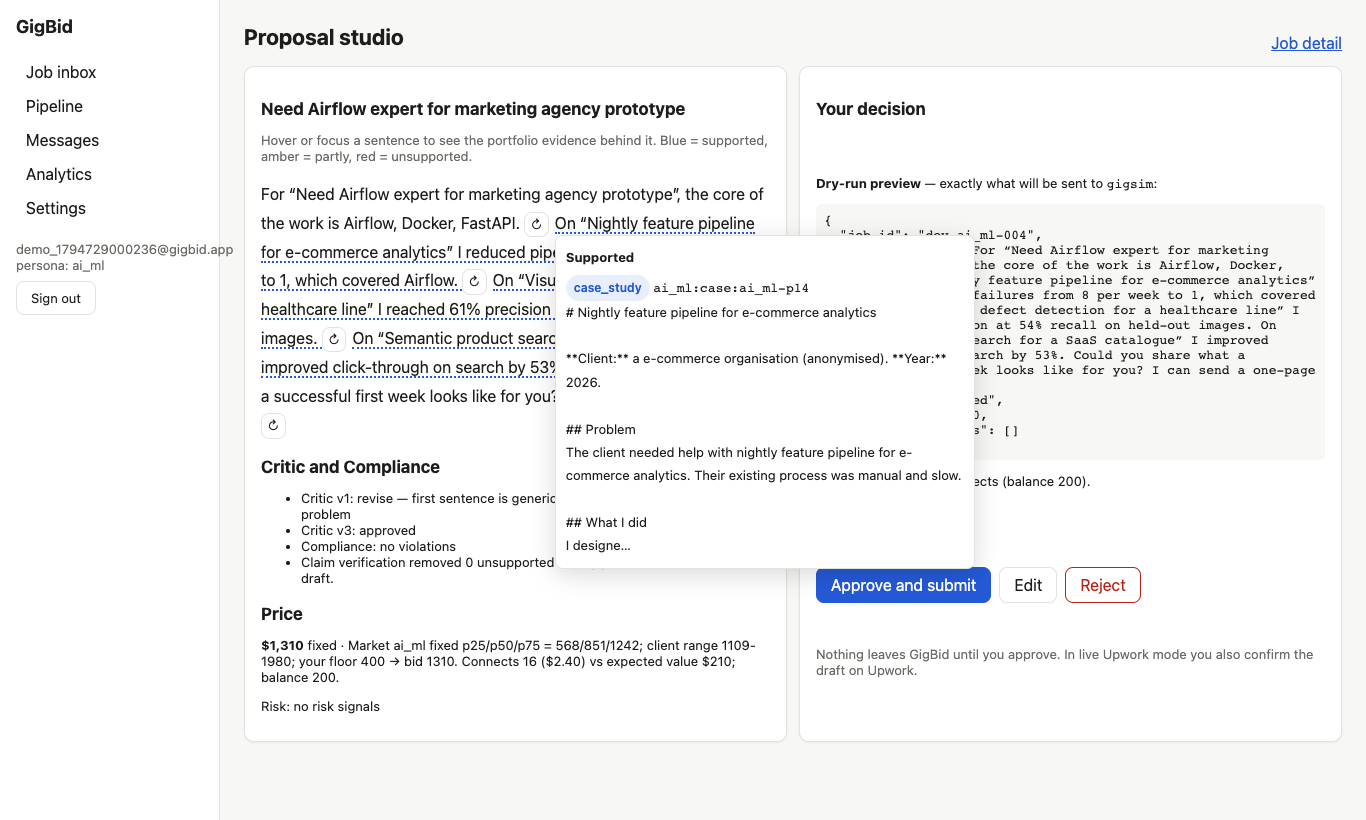 GigBid
Job inbox
Pipeline
Messages
Analytics
Settings
demo_1794729000236@gigbid.app
persona: ai_ml
Sign out
Proposal studio
Job detail
Need Airflow expert for marketing agency prototype
Hover or focus a sentence to see the portfolio evidence behind it. Blue = supported,
amber = partly, red = unsupported.
For “Need Airflow expert for marketing agency prototype”, the core of
the work is Airflow, Docker, FastAPI. ↻ On “Nightly feature pipeline
for e-commerce analytics” I reduced pipe
to 1, which covered Airflow. ↻ On “Visu
healthcare line” I reached 61% precision
images. ↻ On “Semantic product searc
improved click-through on search by 53%
a successful first week looks like for you?
↻
Supported
case_study ai_ml:case:ai_ml-p14
# Nightly feature pipeline for e-commerce analytics
**Client:** a e-commerce organisation (anonymised). **Year:**
2026.
## Problem
The client needed help with nightly feature pipeline for e-
commerce analytics. Their existing process was manual and slow.
## What I did
I designe…
Critic and Compliance
• Critic v1: revise — first sentence is generic
problem
• Critic v3: approved
• Compliance: no violations
• Claim verification removed 0 unsupported
draft.
Price
$1,310 fixed · Market ai_ml fixed p25/p50/p75 = 568/851/1242; client range 1109-
1980; your floor 400 → bid 1310. Connects 16 ($2.40) vs expected value $210;
balance 200.
Risk: no risk signals
Your decision
Dry-run preview — exactly what will be sent to gigsim:
{
"job_id": "dev-ai_ml-004",
For “Need Airflow expert for marketing
the core of the work is Airflow, Docker,
y feature pipeline for e-commerce analytics”
failures from 8 per week to 1, which covered
defect detection for a healthcare line” I
on at 54% recall on held-out images. On
earch for a SaaS catalogue” I improved
arch by 53%. Could you share what a
ek looks like for you? I can send a one-page
ed",
0,
s": []
ects (balance 200).
Approve and submit
Edit
Reject
Nothing leaves GigBid until you approve. In live Upwork mode you also confirm the
draft on Upwork.